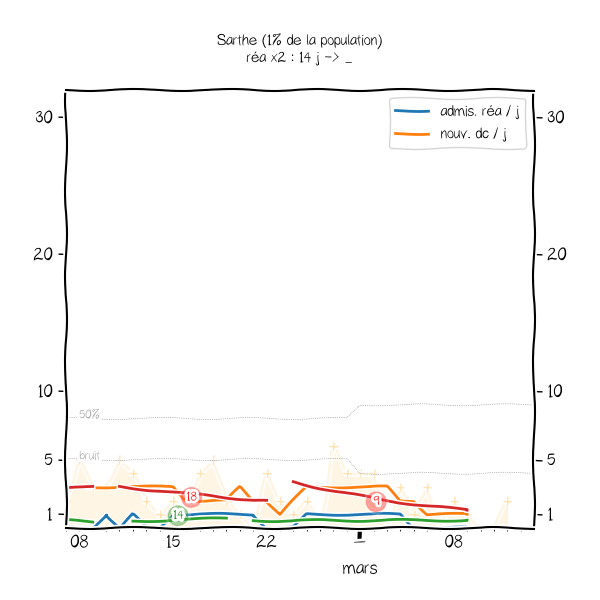 Sarthe (1% de la population)
réa x2 : 14 j -> _
admis. réa / j
nouv. dc / j
30 30
20 20
10 10
50%
bruit
5 5
18
9
14
1 1
08 15 22 1 08
mars